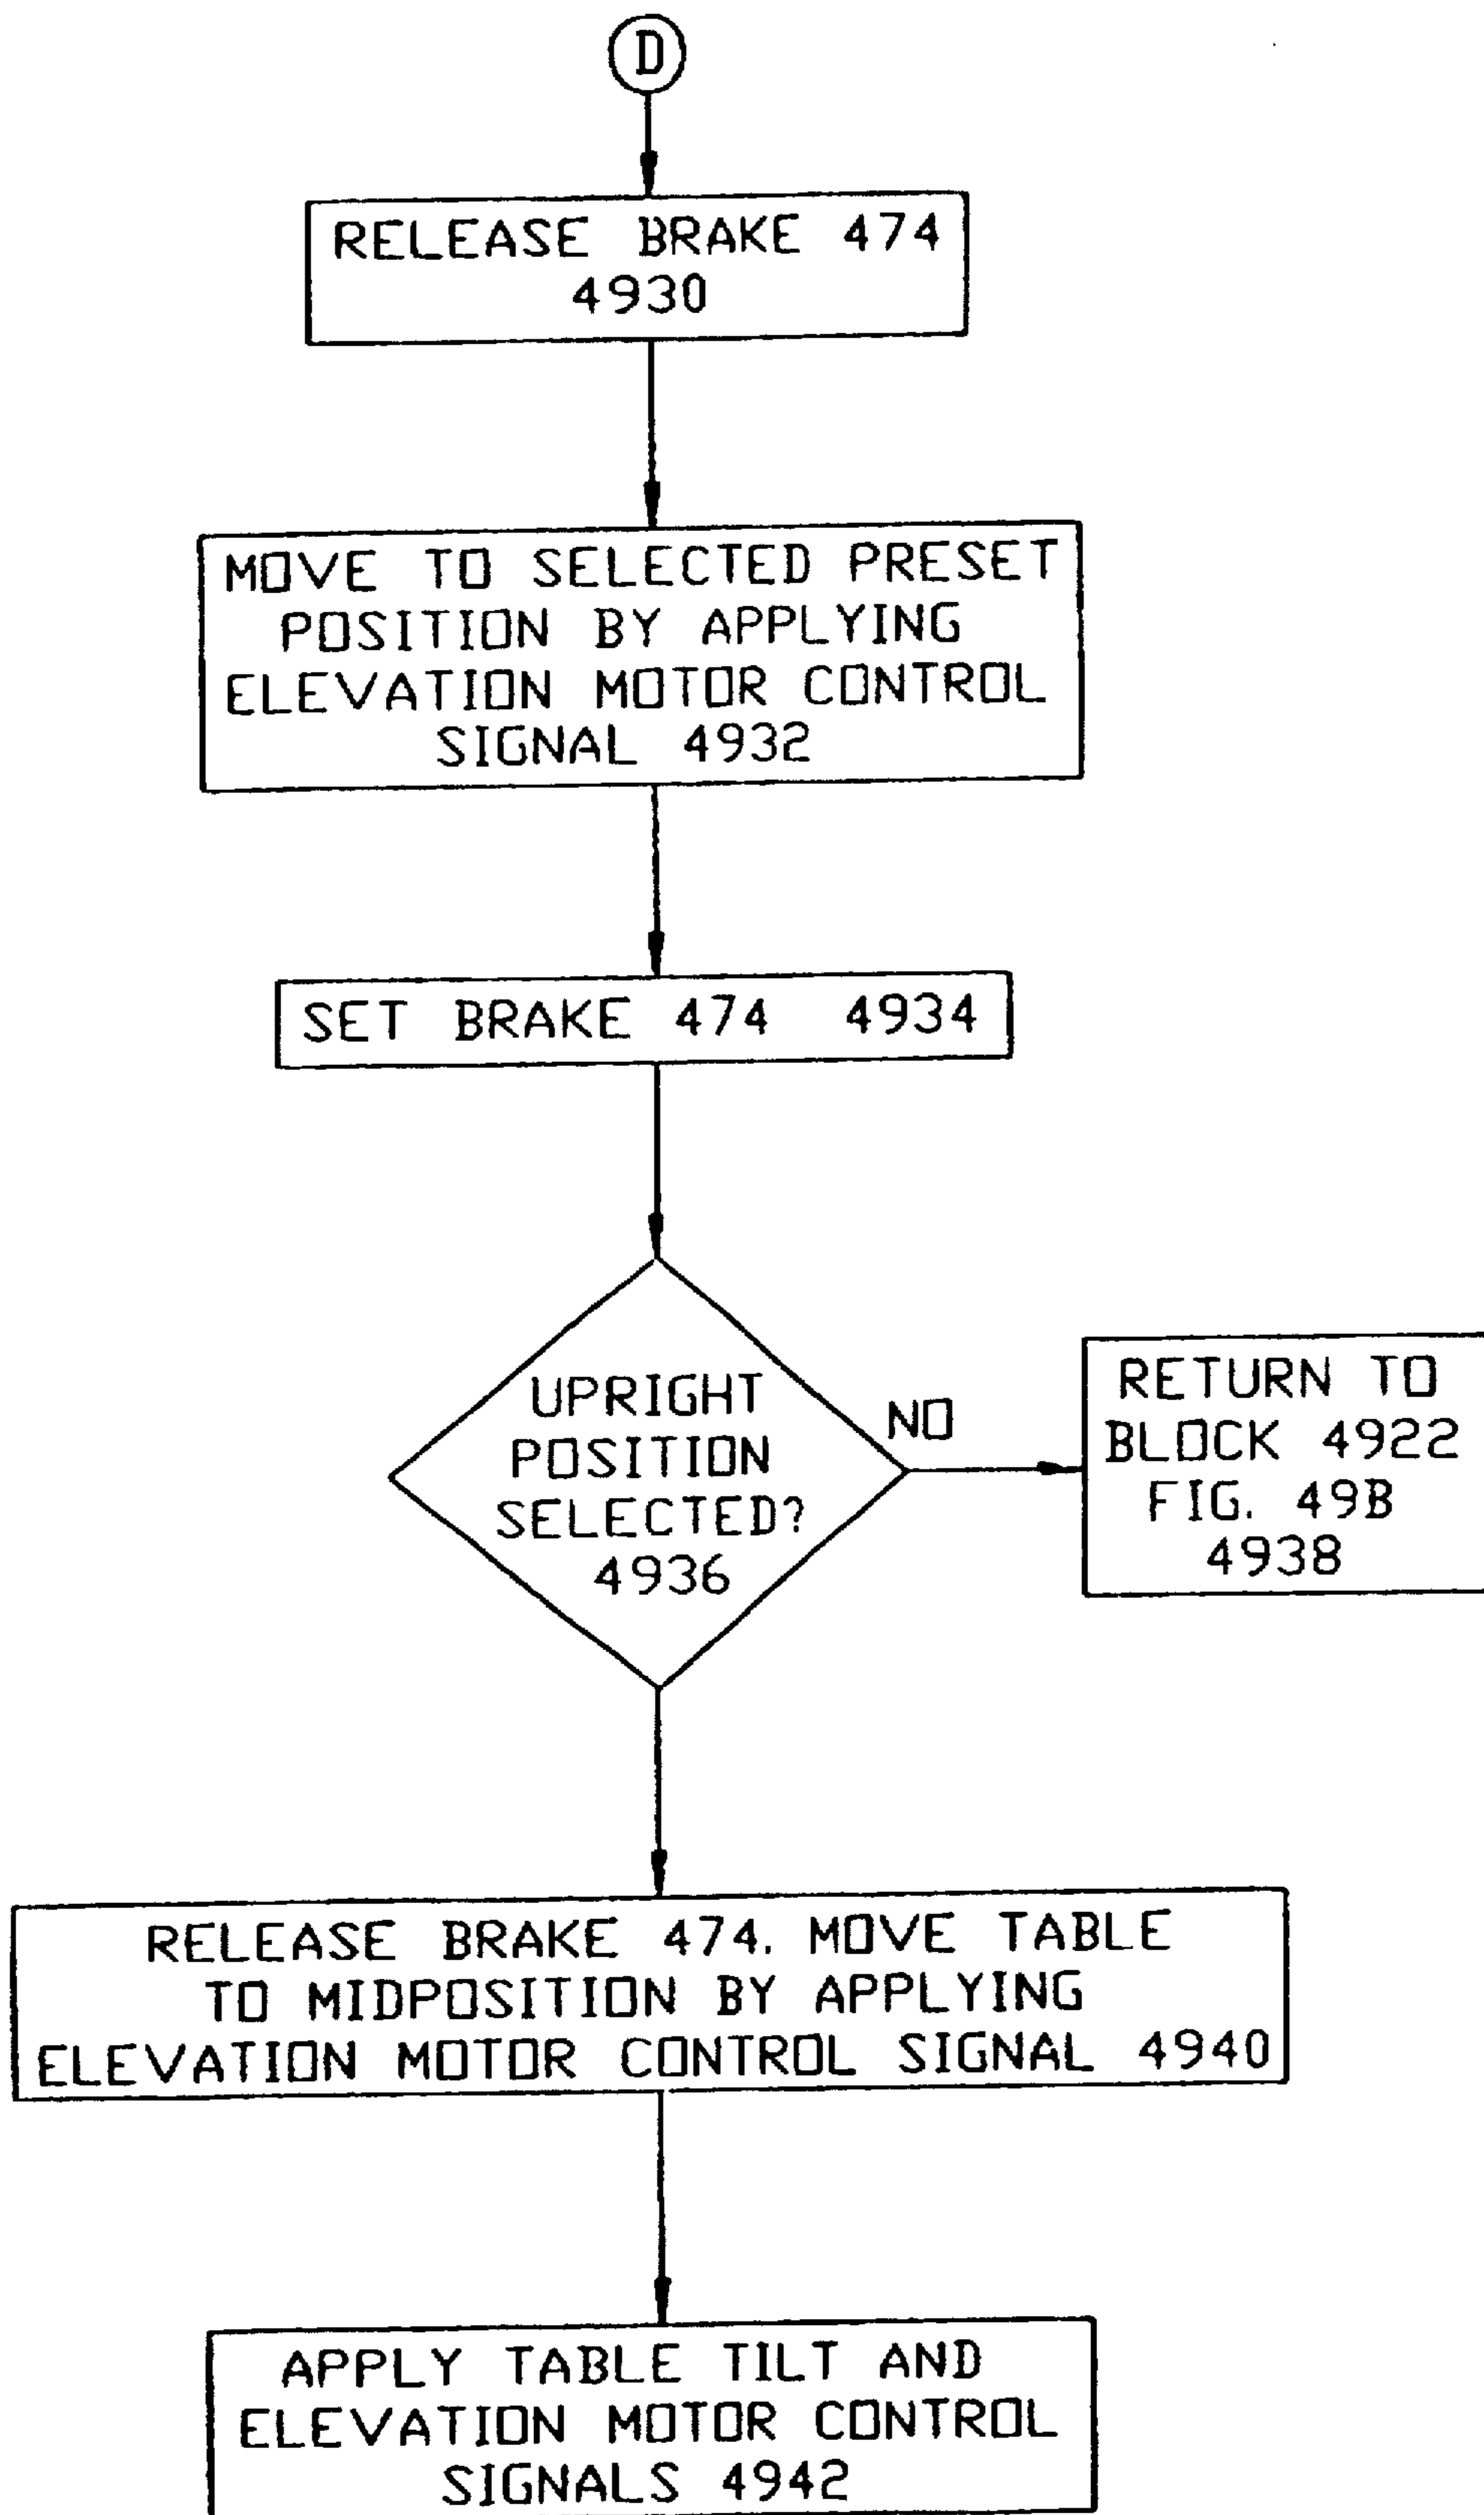 D
RELEASE BRAKE 474
4930
MOVE TO SELECTED PRESET
POSITION BY APPLYING
ELEVATION MOTOR CONTROL
SIGNAL 4932
SET BRAKE 474 4934
UPRIGHT
POSITION
SELECTED?
4936
NO
RETURN TO
BLOCK 4922
FIG. 49B
4938
RELEASE BRAKE 474. MOVE TABLE
TO MIDPOSITION BY APPLYING
ELEVATION MOTOR CONTROL SIGNAL 4940
APPLY TABLE TILT AND
ELEVATION MOTOR CONTROL
SIGNALS 4942